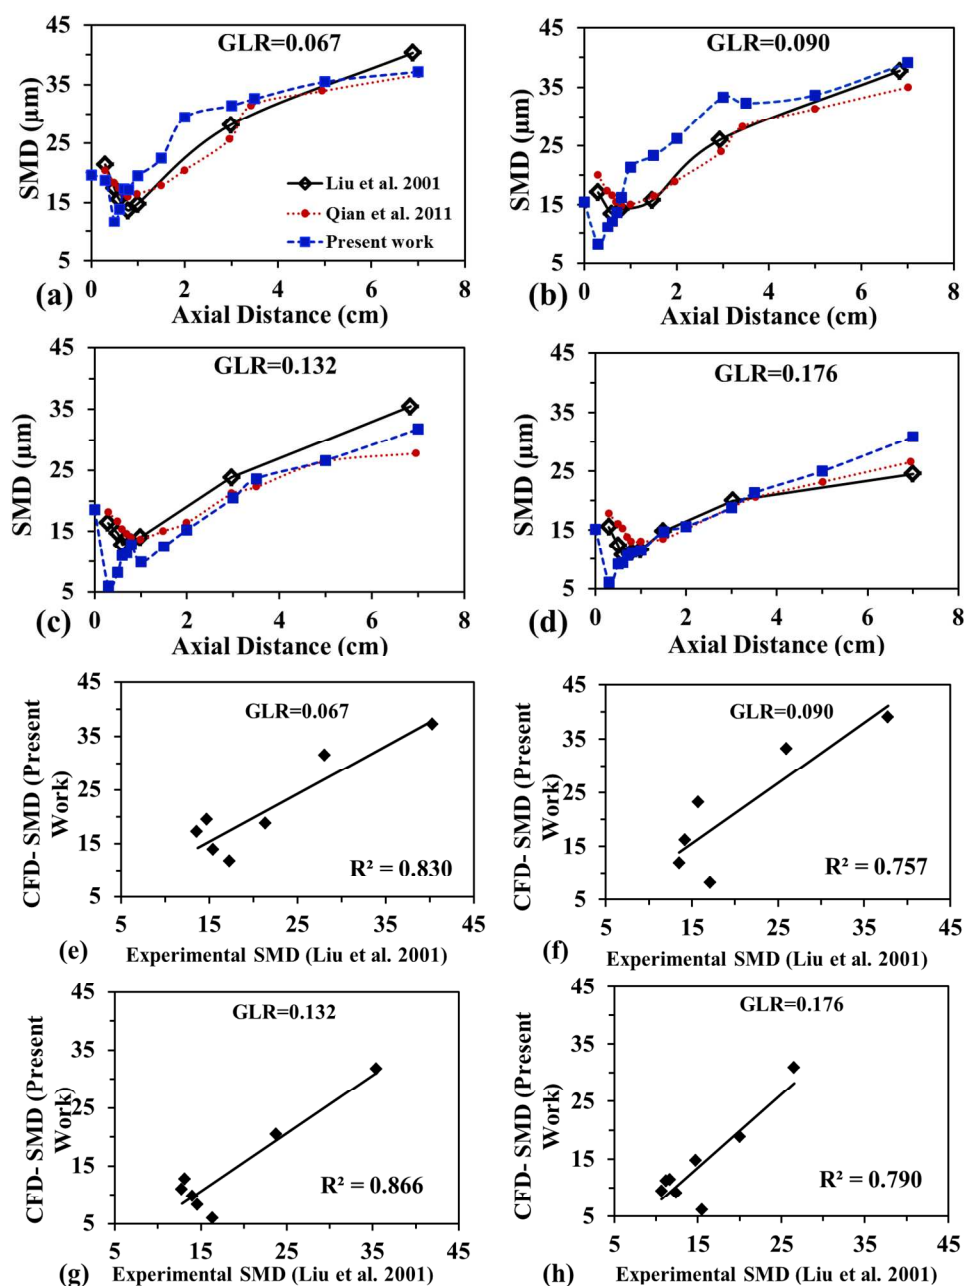 GLR=0.067
SMD (µm)
45
35
25
15
5
Liu et al. 2001
Qian et al. 2011
Present work
0 2 4 6 8
(a)
Axial Distance (cm)
GLR=0.090
SMD (µm)
45
35
25
15
5
0 2 4 6 8
(b)
Axial Distance (cm)
GLR=0.132
SMD (µm)
45
35
25
15
5
0 2 4 6 8
(c)
Axial Distance (cm)
GLR=0.176
SMD (µm)
45
35
25
15
5
0 2 4 6 8
(d)
Axial Distance (cm)
GLR=0.067
CFD- SMD (Present
Work)
45
35
25
15
5
R² = 0.830
5 15 25 35 45
(e)
Experimental SMD (Liu et al. 2001)
GLR=0.090
CFD- SMD (Present
Work)
45
35
25
15
5
R² = 0.757
5 15 25 35 45
(f)
Experimental SMD (Liu et al. 2001)
GLR=0.132
CFD- SMD (Present
Work)
45
35
25
15
5
R² = 0.866
5 15 25 35 45
(g)
Experimental SMD (Liu et al. 2001)
GLR=0.176
CFD- SMD (Present
Work)
45
35
25
15
5
R² = 0.790
5 15 25 35 45
(h)
Experimental SMD (Liu et al. 2001)